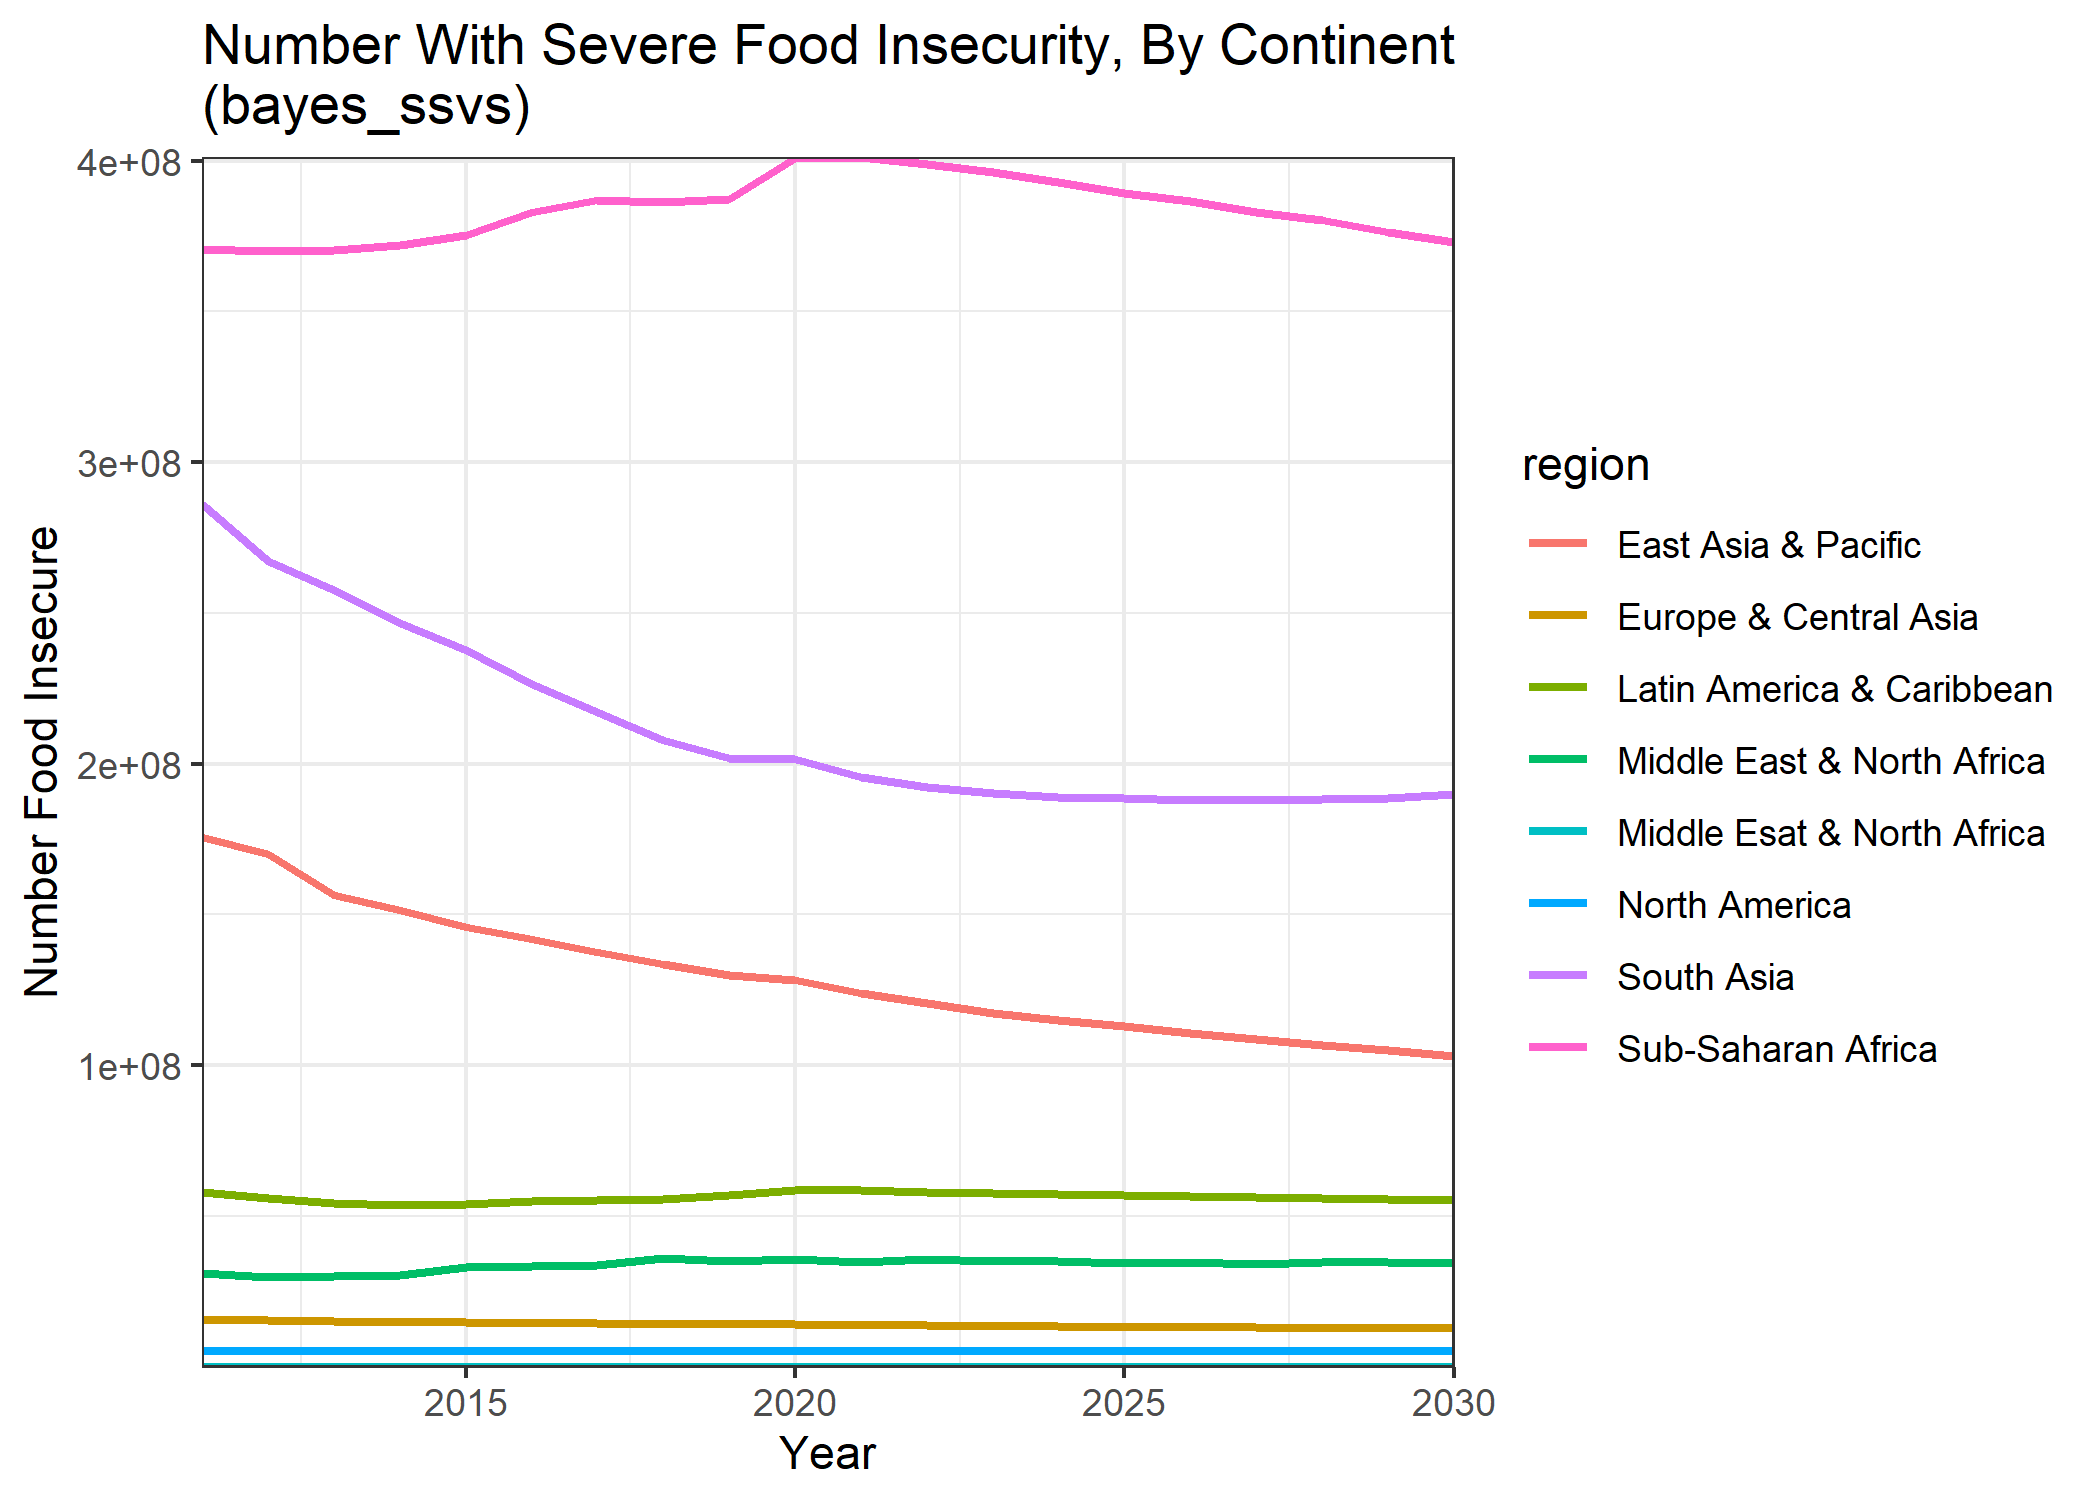 Number With Severe Food Insecurity, By Continent
(bayes_ssvs)
4e+08
3e+08
2e+08
1e+08
Number Food Insecure
2015
2020
2025
2030
Year
region
East Asia & Pacific
Europe & Central Asia
Latin America & Caribbean
Middle East & North Africa
Middle Esat & North Africa
North America
South Asia
Sub-Saharan Africa